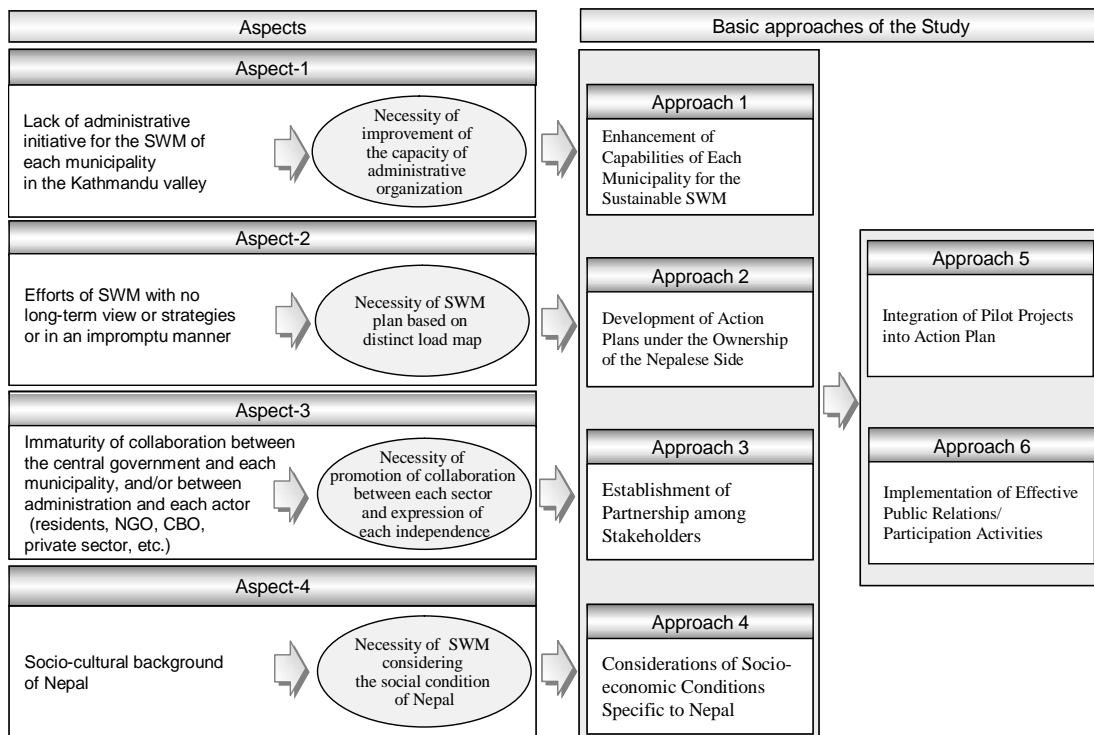 Aspects
Basic approaches of the Study
Aspect-1
Lack of administrative
initiative for the SWM of
each municipality
in the Kathmandu valley
Necessity of
improvement of
the capacity of
administrative
organization
Approach 1
Enhancement of
Capabilities of Each
Municipality for the
Sustainable SWM
Aspect-2
Efforts of SWM with no
long-term view or strategies
or in an impromptu manner
Necessity of SWM
plan based on
distinct load map
Approach 2
Development of Action
Plans under the Ownership
of the Nepalese Side
Aspect-3
Immaturity of collaboration between
the central government and each
municipality, and/or between
administration and each actor
(residents, NGO, CBO,
private sector, etc.)
Necessity of
promotion of collaboration
between each sector
and expression of
each independence
Approach 3
Establishment of
Partnership among
Stakeholders
Aspect-4
Socio-cultural background
of Nepal
Necessity of SWM
considering
the social condition
of Nepal
Approach 4
Considerations of Socio-
economic Conditions
Specific to Nepal
Approach 5
Integration of Pilot Projects
into Action Plan
Approach 6
Implementation of Effective
Public Relations/
Participation Activities